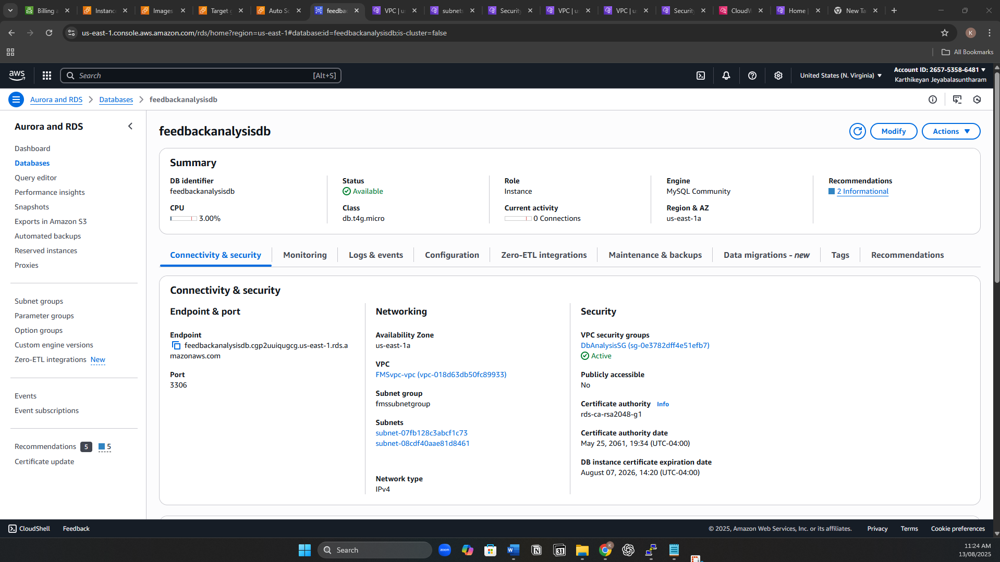 Billing a
Instanc
Images
Target g
Auto Sc
feedbac
VPC | us
subnets
Security
VPC | us
VPC | us
Security
CloudW
Home |
New Ta
us-east-1.console.aws.amazon.com/rds/home?region=us-east-1#database:id=feedbackanalysisdb;is-cluster=false
K
All Bookmarks
aws
Search
[Alt+S]
United States (N. Virginia)
Account ID: 2657-5358-6481
Karthikeyan Jeyabalasuntharam
Aurora and RDS
Databases
feedbackanalysisdb
Aurora and RDS
Dashboard
Databases
Query editor
Performance insights
Snapshots
Exports in Amazon S3
Automated backups
Reserved instances
Proxies
Subnet groups
Parameter groups
Option groups
Custom engine versions
Zero-ETL integrations New
Events
Event subscriptions
Recommendations 5 5
Certificate update
feedbackanalysisdb
Modify
Actions
Summary
DB identifier
feedbackanalysisdb
CPU
3.00%
Status
Available
Class
db.t4g.micro
Role
Instance
Current activity
0 Connections
Engine
MySQL Community
Region & AZ
us-east-1a
Recommendations
2 Informational
Connectivity & security
Monitoring
Logs & events
Configuration
Zero-ETL integrations
Maintenance & backups
Data migrations - new
Tags
Recommendations
Connectivity & security
Endpoint & port
Endpoint
feedbackanalysisdb.cgp2uuiqugcg.us-east-1.rds.a
mazonaws.com
Port
3306
Networking
Availability Zone
us-east-1a
VPC
FMSvpc-vpc (vpc-018d63db50fc89933)
Subnet group
fmssubnetgroup
Subnets
subnet-07fb128c3abcf1c73
subnet-08cdf40aae81d8461
Network type
IPv4
Security
VPC security groups
DbAnalysisSG (sg-0e3782dff4e51efb7)
Active
Publicly accessible
No
Certificate authority Info
rds-ca-rsa2048-g1
Certificate authority date
May 25, 2061, 19:34 (UTC-04:00)
DB instance certificate expiration date
August 07, 2026, 14:20 (UTC-04:00)
CloudShell
Feedback
© 2025, Amazon Web Services, Inc. or its affiliates.
Privacy
Terms
Cookie preferences
Search
zoom
W
N
31
K
11:24 AM
13/08/2025